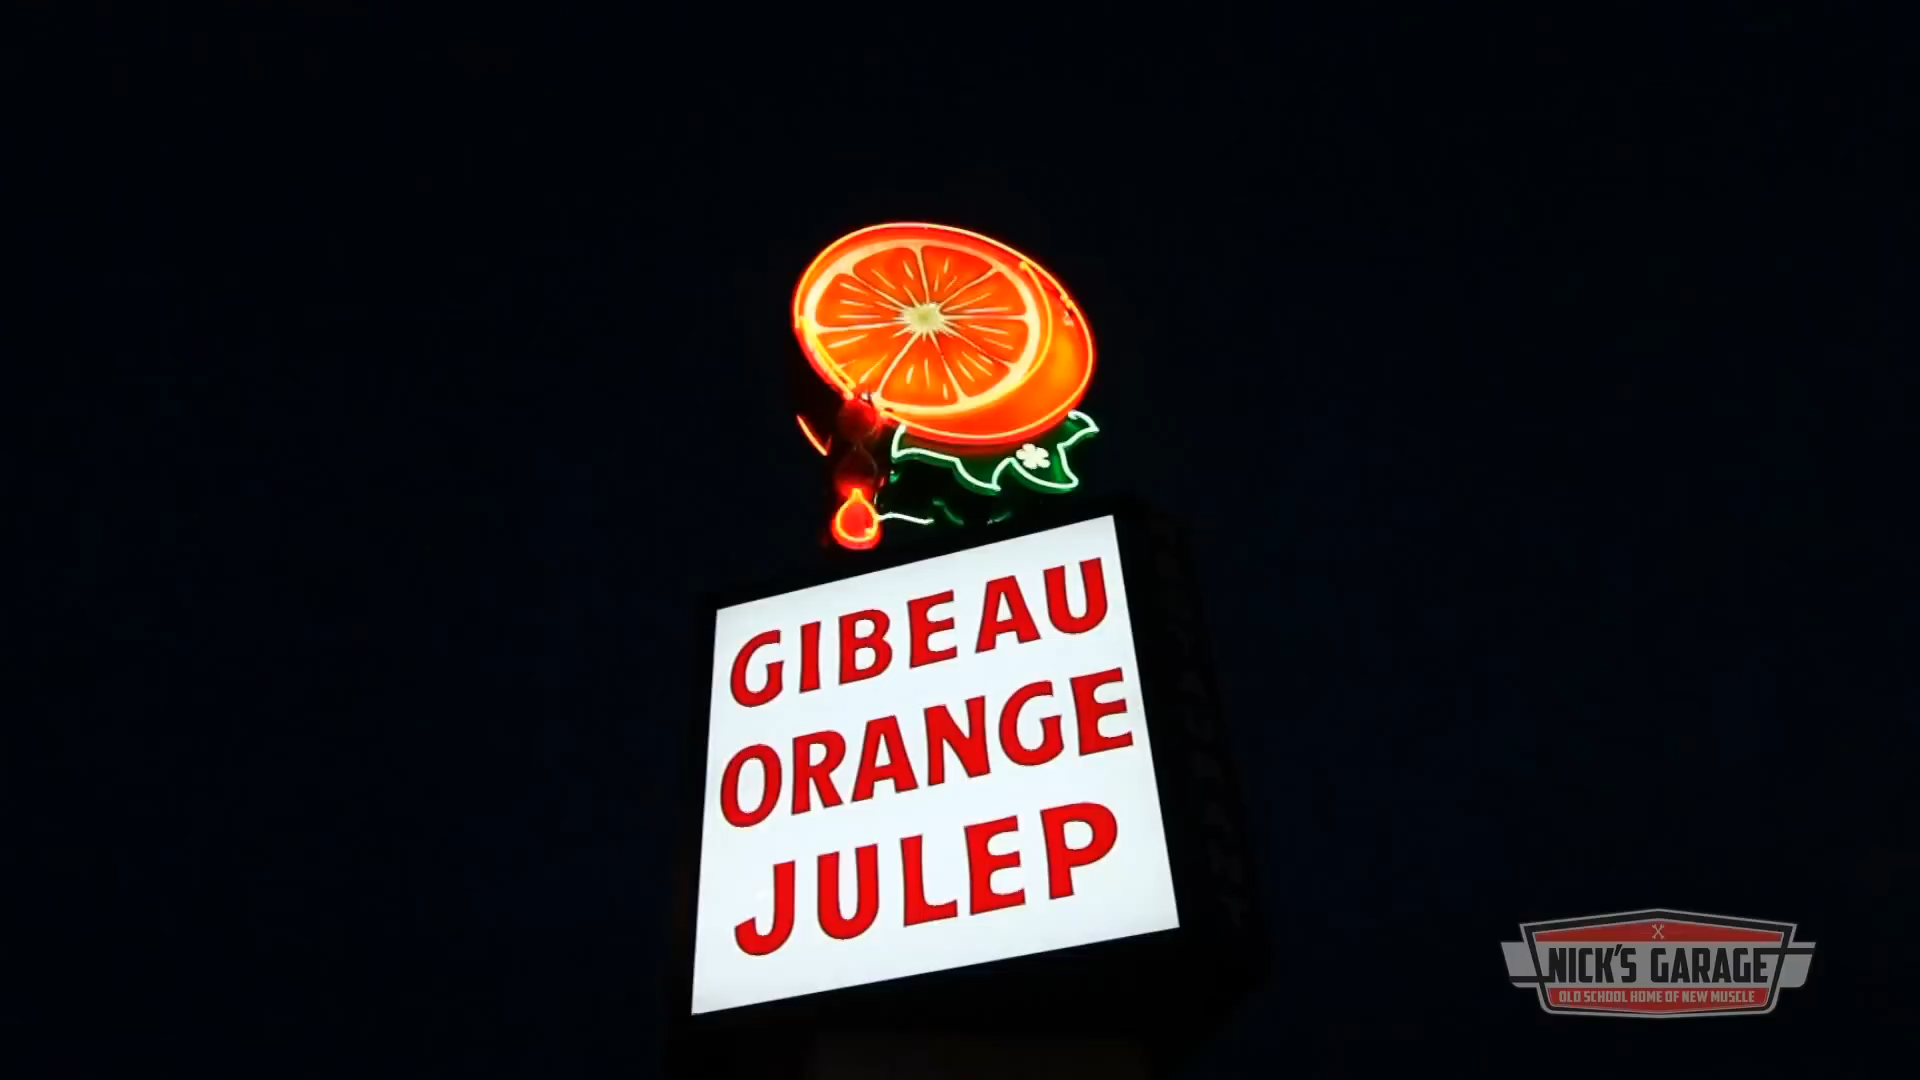 GIBEAU
ORANGE
JULEP
NICK'S GARAGE
OLD SCHOOL HOME OF NEW MUSCLE